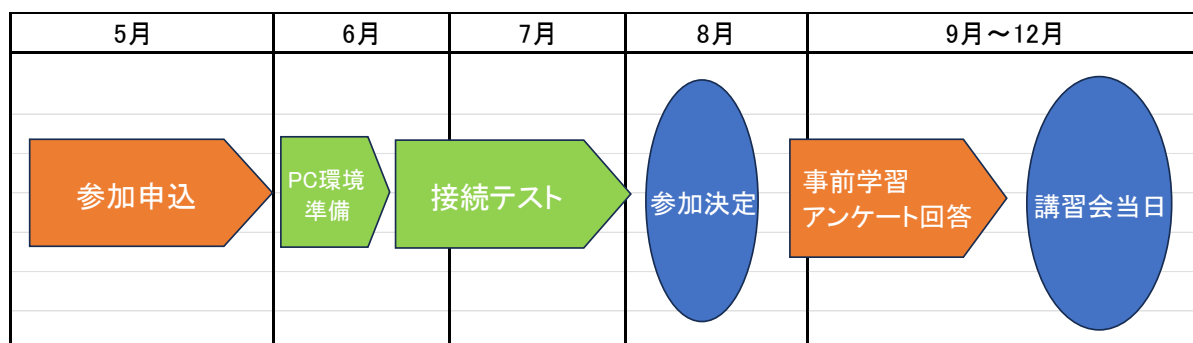 5月
6月
7月
8月
9月～12月
参加申込
PC環境
準備
接続テスト
参加決定
事前学習
アンケート回答
講習会当日